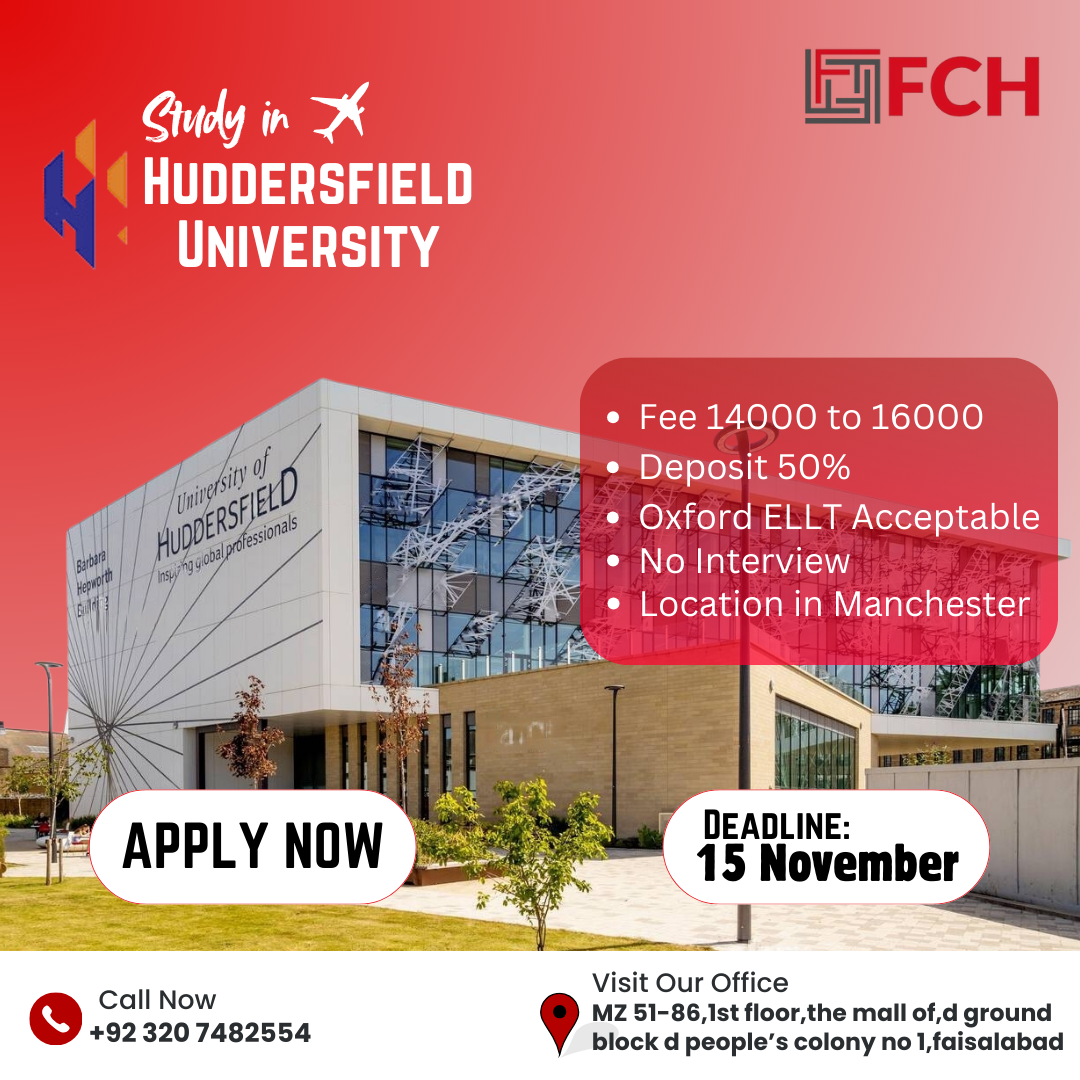 FCH
Study in
HUDDERSFIELD
UNIVERSITY
Fee 14000 to 16000
Deposit 50%
Oxford ELLT Acceptable
No Interview
Location in Manchester
University of
HUDDERSFIELD
Inspiring global professionals
Barbara
Hepworth
Building
APPLY NOW
DEADLINE:
15 November
Call Now
+92 320 7482554
Visit Our Office
MZ 51-86,1st floor,the mall of,d ground
block d people's colony no 1,faisalabad